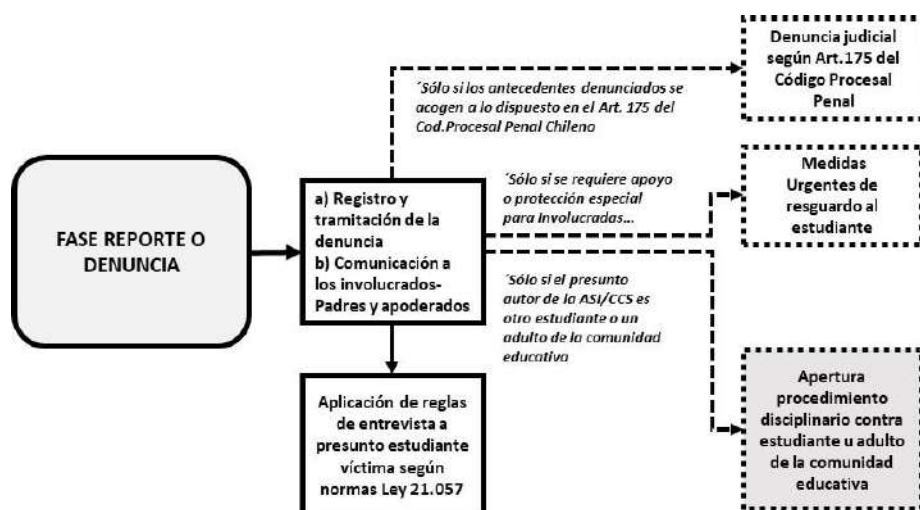 Denuncia judicial
según Art.175 del
Código Procesal
Penal
´Sólo si los antecedentes denunciados se
acogen a lo dispuesto en el Art. 175 del
Cod.Procesal Penal Chileno
Medidas
Urgentes de
resguardo al
estudiante
´Sólo si se requiere apoyo
o protección especial
para Involucradas...
FASE REPORTE O
DENUNCIA
a) Registro y
tramitación de la
denuncia
b) Comunicación a
los involucrados-
Padres y apoderados
´Sólo si el presunto
autor de la ASI/CCS es
otro estudiante o un
adulto de la comunidad
educativa
Apertura
procedimiento
disciplinario contra
estudiante u adulto
de la comunidad
educativa
Aplicación de reglas
de entrevista a
presunto estudiante
víctima según
normas Ley 21.057